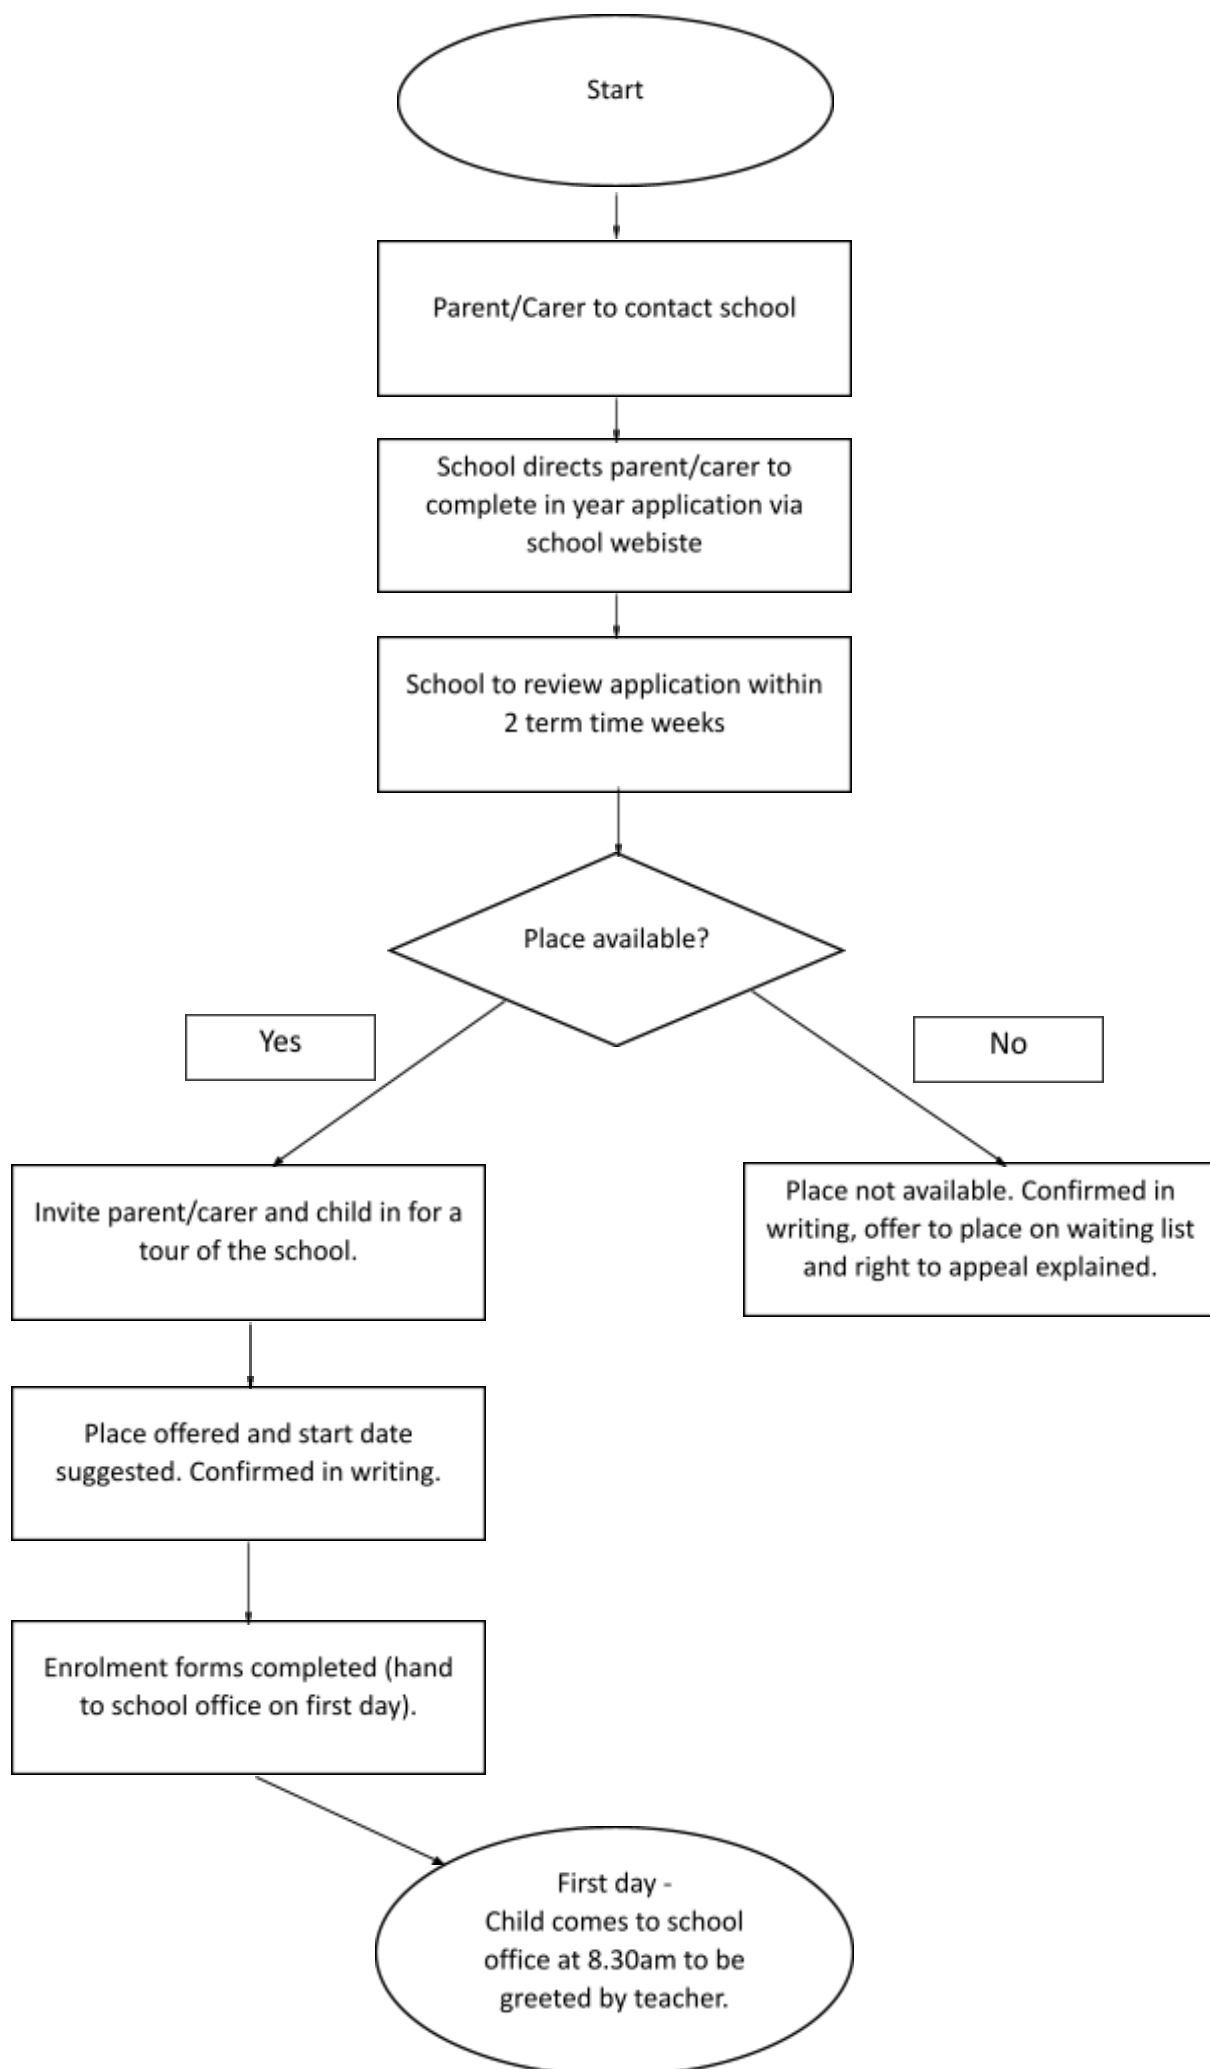 Start
Parent/Carer to contact school
School directs parent/carer to
complete in year application via
school webiste
School to review application within
2 term time weeks
Place available?
Yes
No
Invite parent/carer and child in for a
tour of the school.
Place not available. Confirmed in
writing, offer to place on waiting list
and right to appeal explained.
Place offered and start date
suggested. Confirmed in writing.
Enrolment forms completed (hand
to school office on first day).
First day -
Child comes to school
office at 8.30am to be
greeted by teacher.